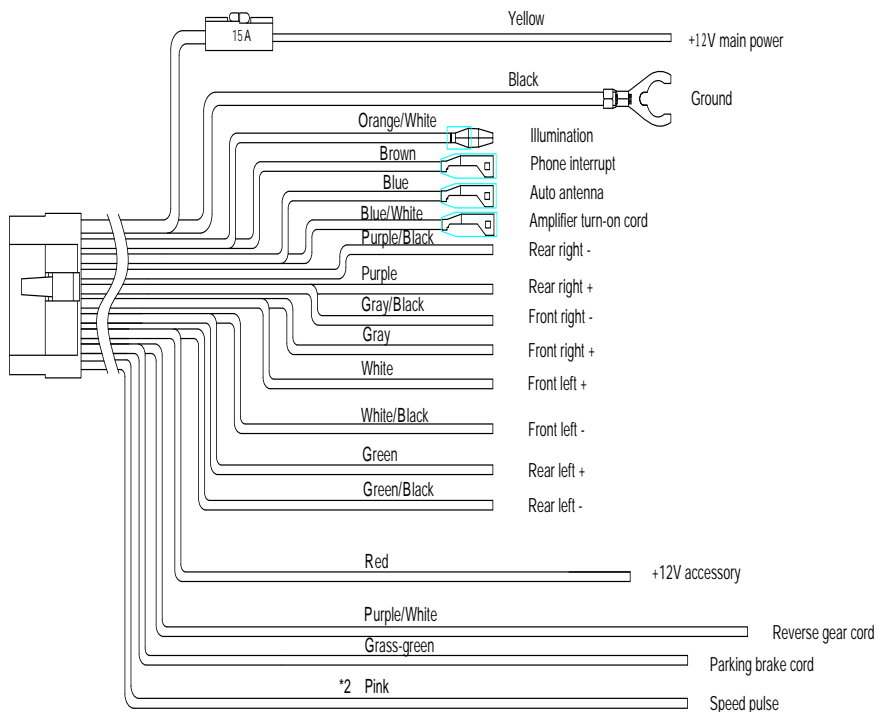 Yellow
15A
+12V main power
Black
Ground
Orange/White
Illumination
Brown
Phone interrupt
Blue
Auto antenna
Blue/White
Amplifier turn-on cord
Purple/Black
Rear right -
Purple
Rear right +
Gray/Black
Front right -
Gray
Front right +
White
Front left +
White/Black
Front left -
Green
Rear left +
Green/Black
Rear left -
Red
+12V accessory
Purple/White
Reverse gear cord
Grass-green
Parking brake cord
*2 Pink
Speed pulse